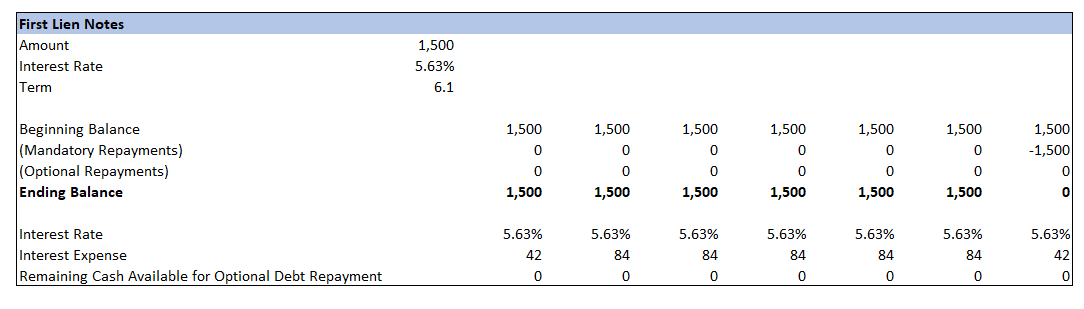 First Lien Notes
Amount 1,500
Interest Rate 5.63%
Term 6.1
Beginning Balance 1,500 1,500 1,500 1,500 1,500 1,500 1,500
(Mandatory Repayments) 0 0 0 0 0 0 -1,500
(Optional Repayments) 0 0 0 0 0 0 0
Ending Balance 1,500 1,500 1,500 1,500 1,500 1,500 0
Interest Rate 5.63% 5.63% 5.63% 5.63% 5.63% 5.63% 5.63%
Interest Expense 42 84 84 84 84 84 42
Remaining Cash Available for Optional Debt Repayment 0 0 0 0 0 0 0